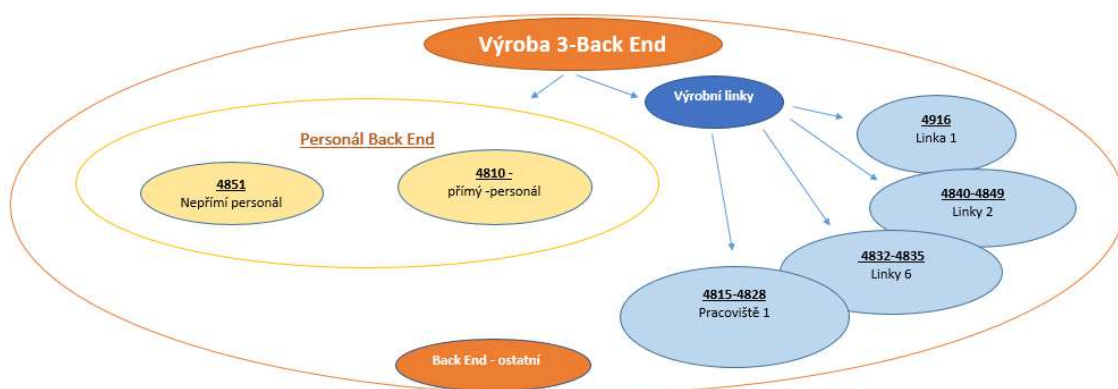 Výroba 3-Back End
Výrobní linky
Personál Back End
4851
Nepřímí personál
4810 -
přímý -personál
4916
Linka 1
4840-4849
Linky 2
4832-4835
Linky 6
4815-4828
Pracoviště 1
Back End - ostatní